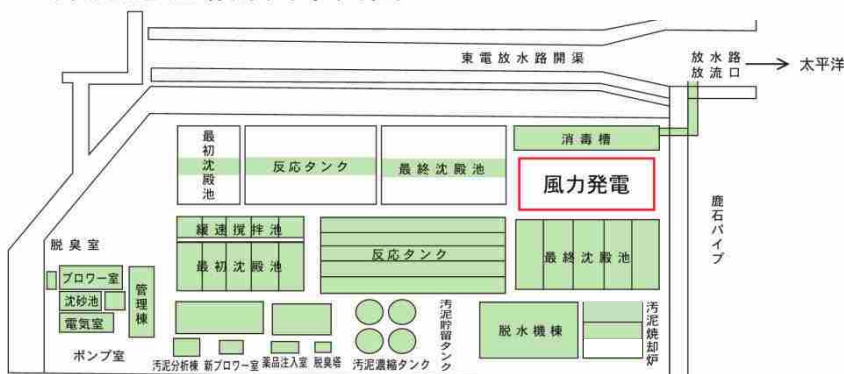 東電放水路開渠
放水路
放流口
太平洋
最初沈殿池
反応タンク
最終沈殿池
消毒槽
風力発電
鹿石パイプ
緩速撹拌池
最初沈殿池
反応タンク
最終沈殿池
脱臭室
ブロワー室
沈砂池
電気室
管理棟
ポンプ室
汚泥分析棟
新ブロワー室
薬品注入室
脱臭塔
汚泥濃縮タンク
汚泥貯留タンク
脱水機棟
汚泥焼却炉